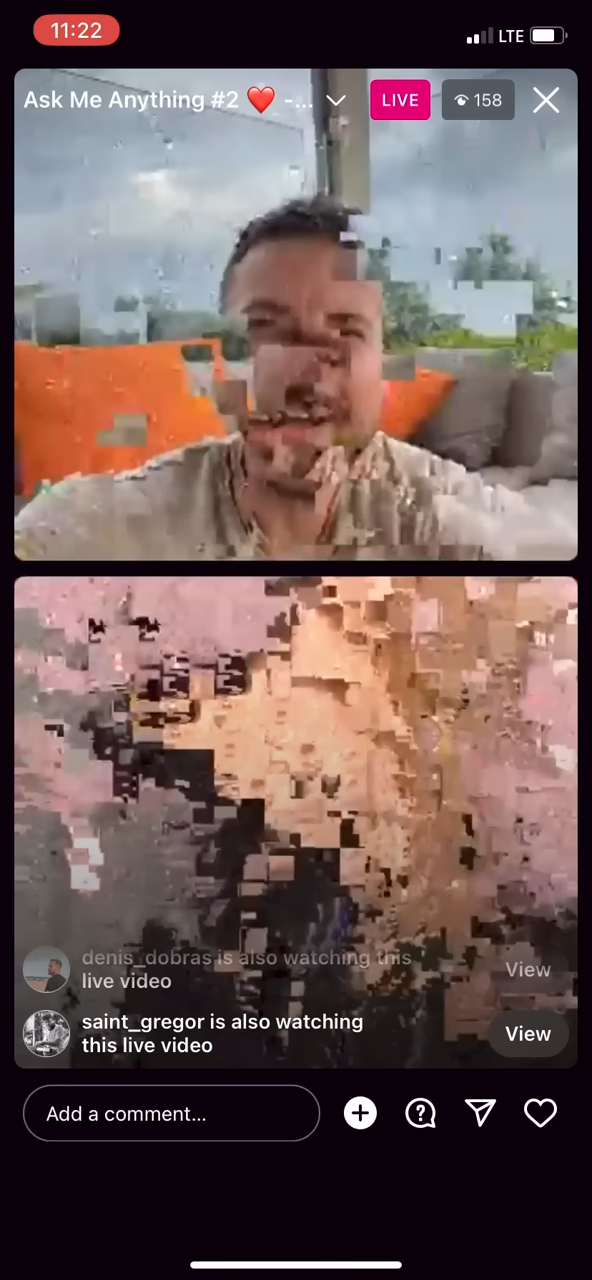 11:22
LTE
Ask Me Anything #2 ❤️ -...
LIVE
158
denis_dobras is also watching this
live video
View
saint_gregor is also watching
this live video
View
Add a comment...